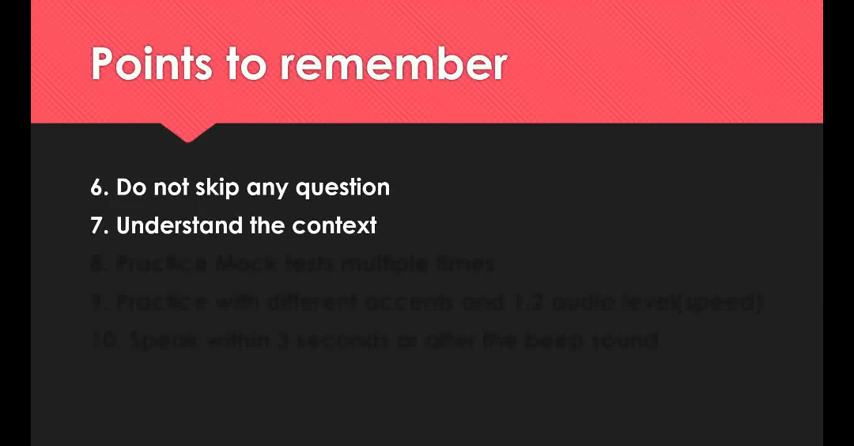 Points to remember
6. Do not skip any question
7. Understand the context
8. Practice Mock tests multiple times
9. Practice with different accents and 1.2 audio level(speed)
10. Speak within 3 seconds or after the beep sound